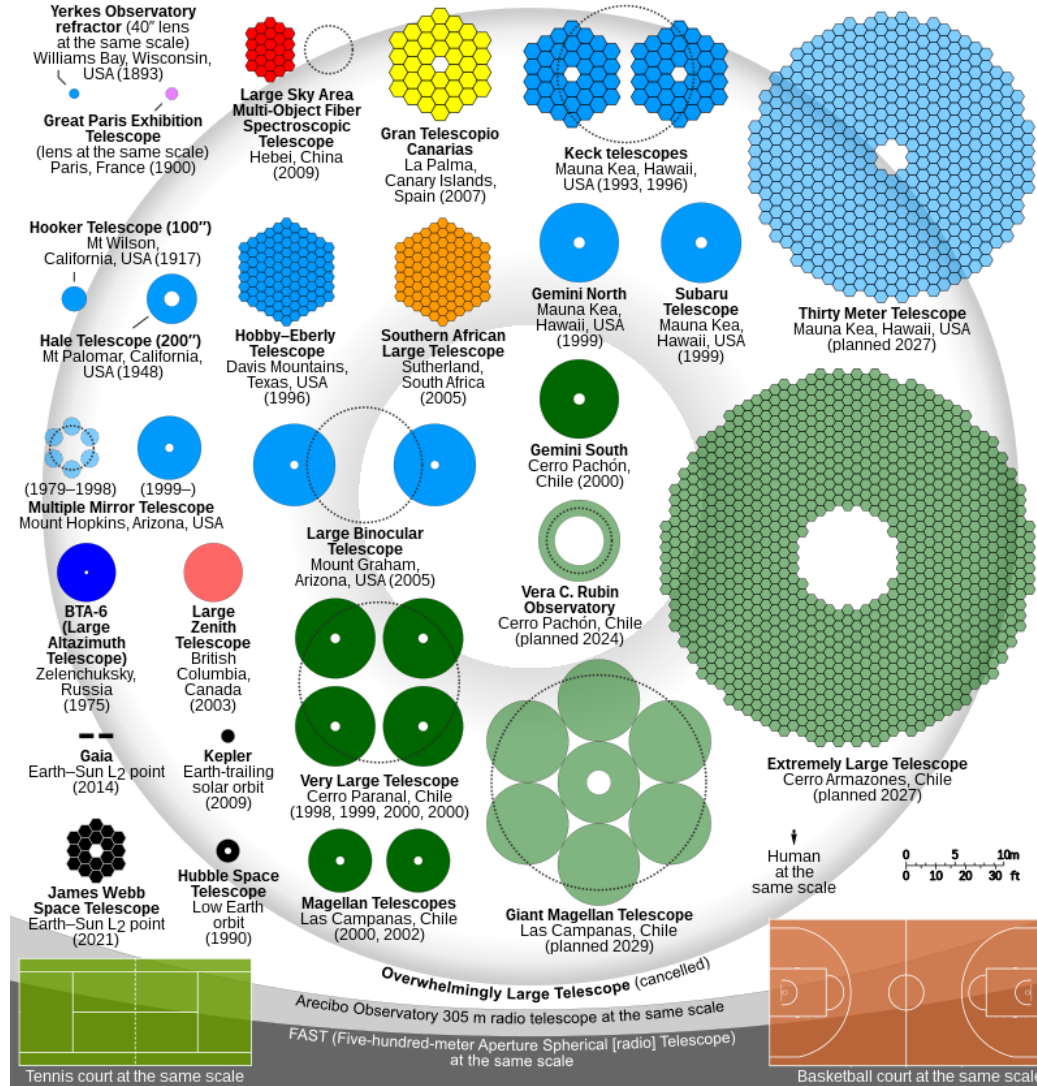 Yerkes Observatory
refractor (40″ lens
at the same scale)
Williams Bay, Wisconsin,
USA (1893)
Great Paris Exhibition
Telescope
(lens at the same scale)
Paris, France (1900)
Large Sky Area
Multi-Object Fiber
Spectroscopic
Telescope
Hebei, China
(2009)
Gran Telescopio
Canarias
La Palma,
Canary Islands,
Spain (2007)
Keck telescopes
Mauna Kea, Hawaii,
USA (1993, 1996)
Thirty Meter Telescope
Mauna Kea, Hawaii, USA
(planned 2027)
Hooker Telescope (100″)
Mt Wilson,
California, USA (1917)
Hale Telescope (200″)
Mt Palomar, California,
USA (1948)
Hobby–Eberly
Telescope
Davis Mountains,
Texas, USA
(1996)
Southern African
Large Telescope
Sutherland,
South Africa
(2005)
Gemini North
Mauna Kea,
Hawaii, USA
(1999)
Subaru
Telescope
Mauna Kea,
Hawaii, USA
(1999)
Gemini South
Cerro Pachón,
Chile (2000)
(1979–1998)
(1999–)
Multiple Mirror Telescope
Mount Hopkins, Arizona, USA
Large Binocular
Telescope
Mount Graham,
Arizona, USA (2005)
Vera C. Rubin
Observatory
Cerro Pachón, Chile
(planned 2024)
BTA-6
(Large
Altazimuth
Telescope)
Zelenchuksky,
Russia
(1975)
Large
Zenith
Telescope
British
Columbia,
Canada
(2003)
Gaia
Earth–Sun L2 point
(2014)
Kepler
Earth-trailing
solar orbit
(2009)
Very Large Telescope
Cerro Paranal, Chile
(1998, 1999, 2000, 2000)
Extremely Large Telescope
Cerro Armazones, Chile
(planned 2027)
James Webb
Space Telescope
Earth–Sun L2 point
(2021)
Hubble Space
Telescope
Low Earth
orbit
(1990)
Magellan Telescopes
Las Campanas, Chile
(2000, 2002)
Giant Magellan Telescope
Las Campanas, Chile
(planned 2029)
Human
at the
same scale
0 5 10m
0 10 20 30 ft
Overwhelmingly Large Telescope (cancelled)
Arecibo Observatory 305 m radio telescope at the same scale
FAST (Five-hundred-meter Aperture Spherical [radio] Telescope)
at the same scale
Tennis court at the same scale
Basketball court at the same scale